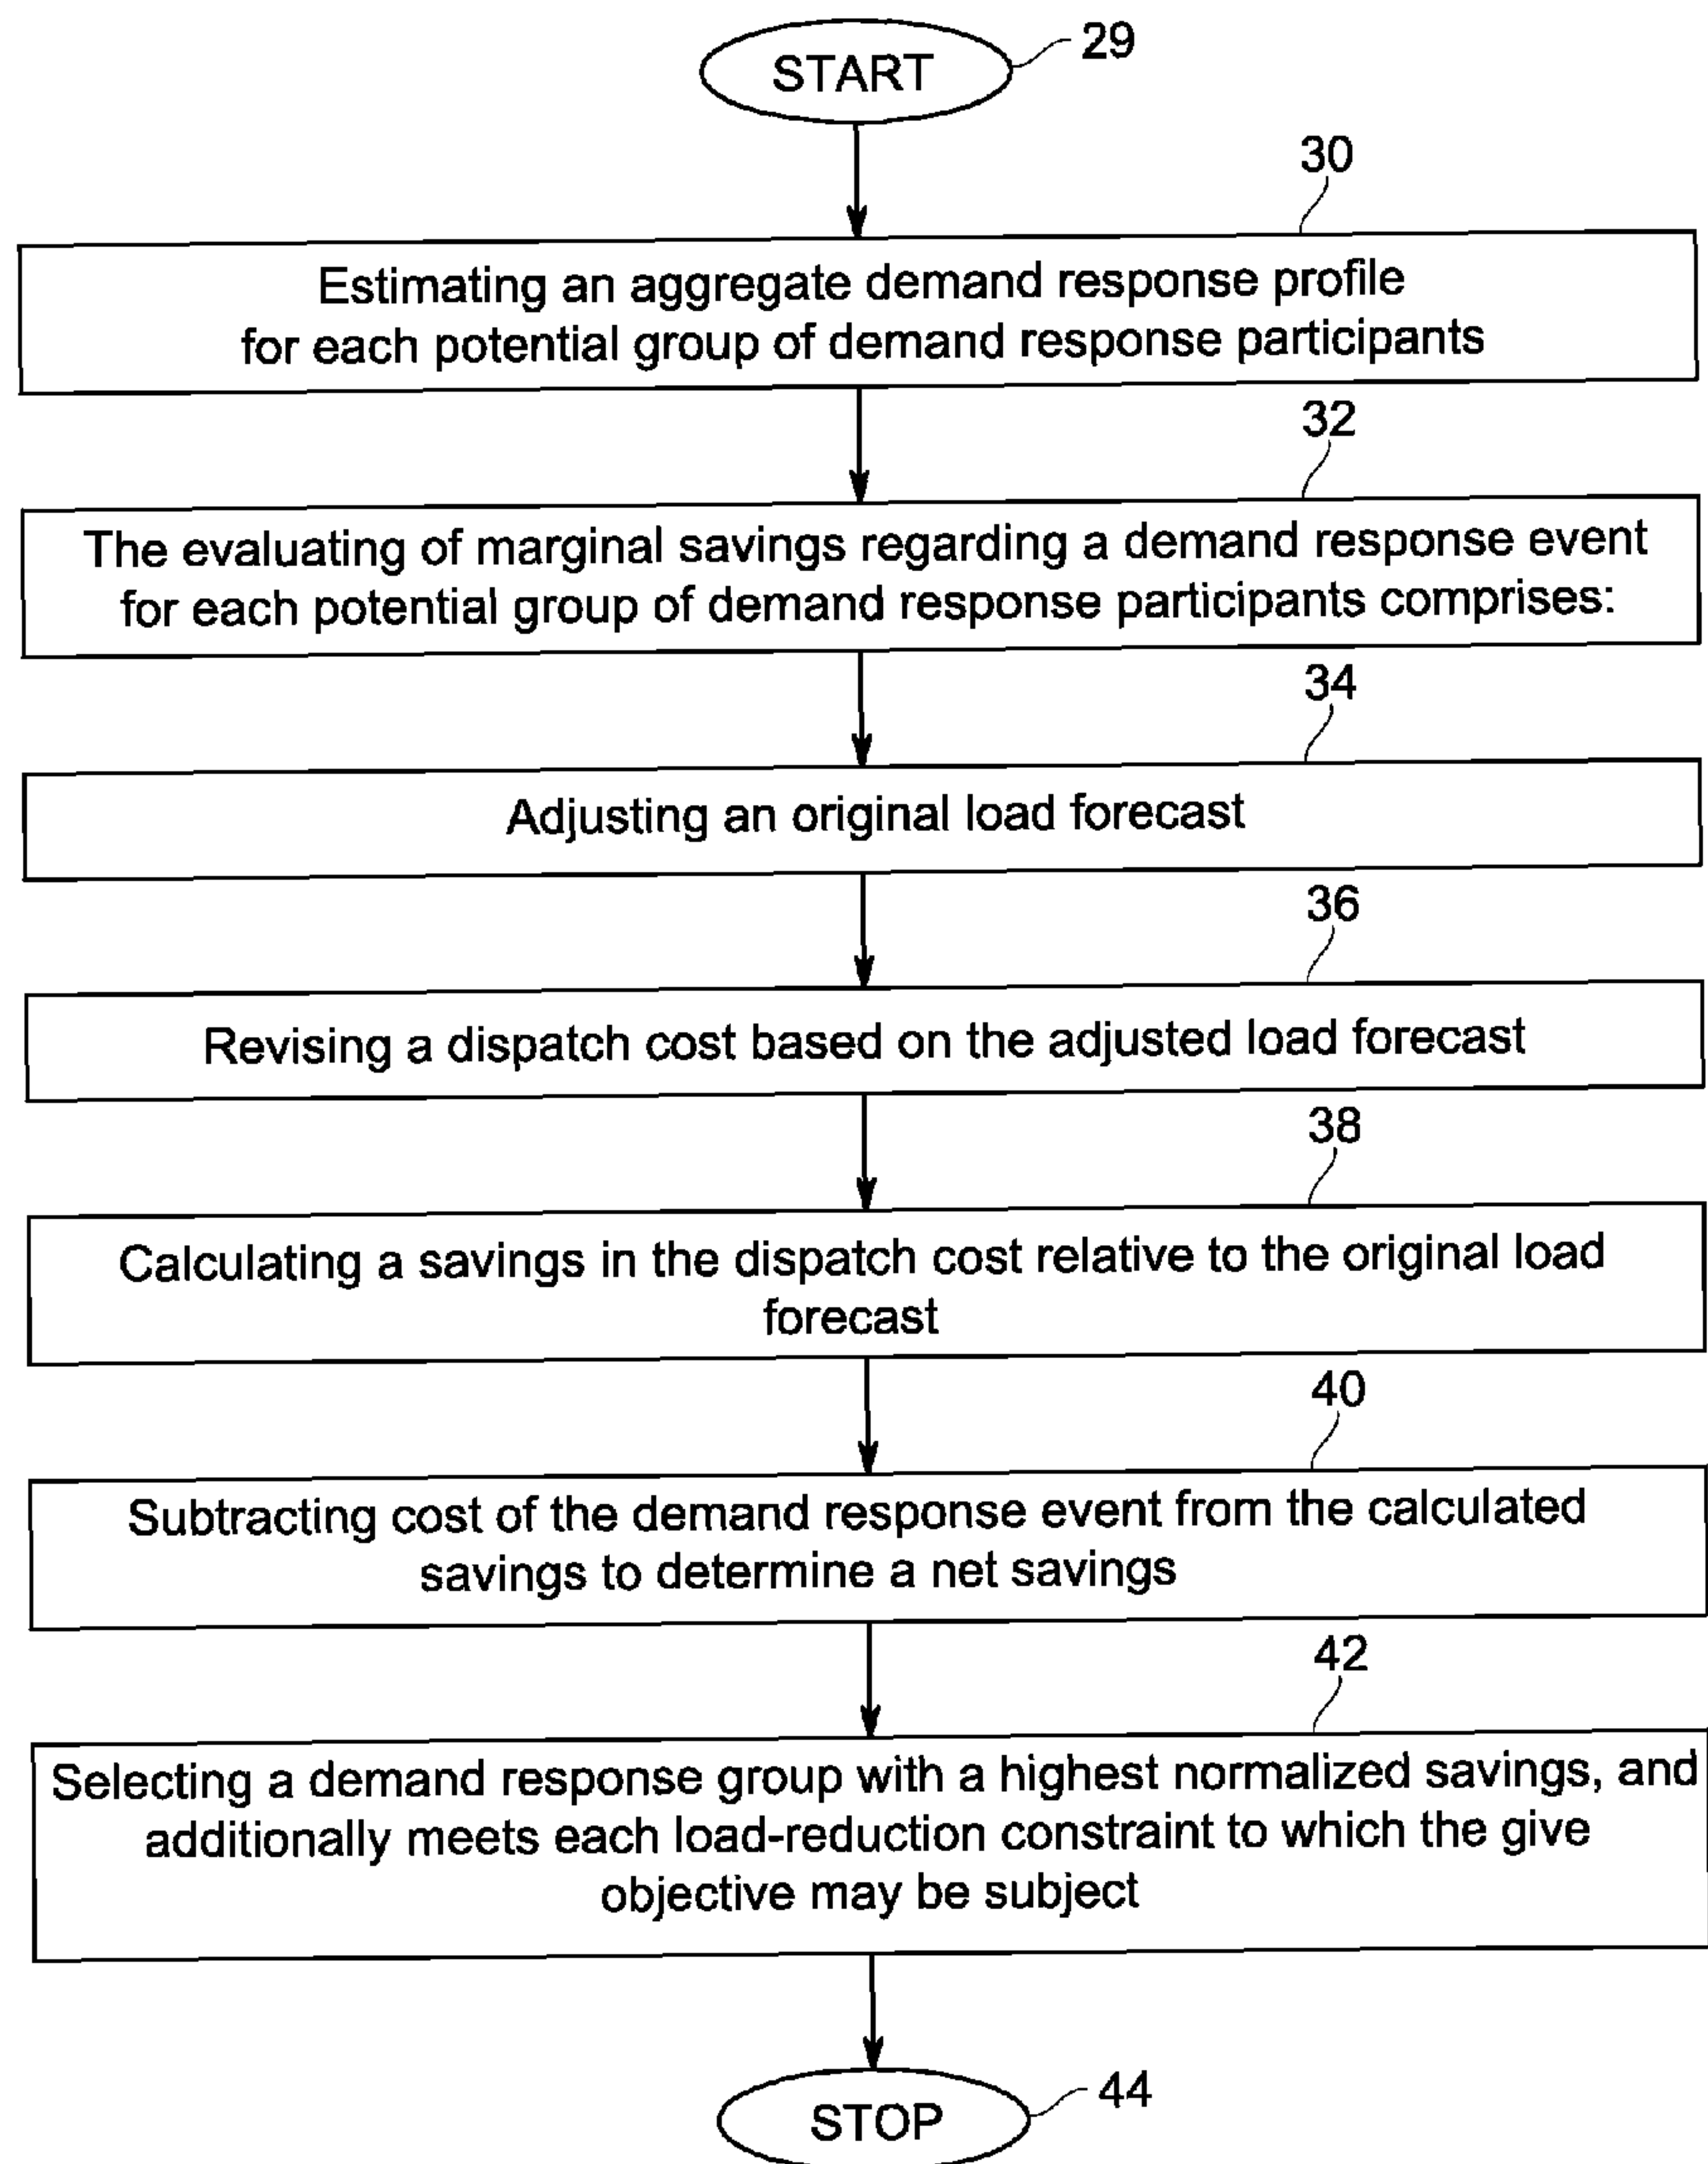 START
29
30
Estimating an aggregate demand response profile
for each potential group of demand response participants
32
The evaluating of marginal savings regarding a demand response event
for each potential group of demand response participants comprises:
34
Adjusting an original load forecast
36
Revising a dispatch cost based on the adjusted load forecast
38
Calculating a savings in the dispatch cost relative to the original load
forecast
40
Subtracting cost of the demand response event from the calculated
savings to determine a net savings
42
Selecting a demand response group with a highest normalized savings, and
additionally meets each load-reduction constraint to which the give
objective may be subject
STOP
44